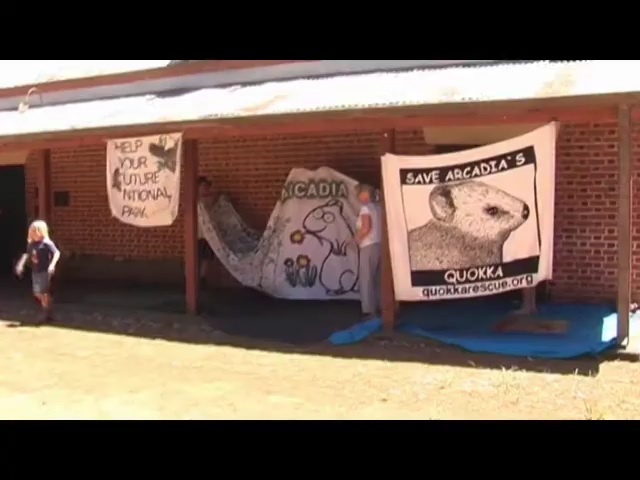 HELP
YOUR
FUTURE
NATIONAL
PARK
ARCADIA
SAVE ARCADIA'S
QUOKKA
quokkarescue.org